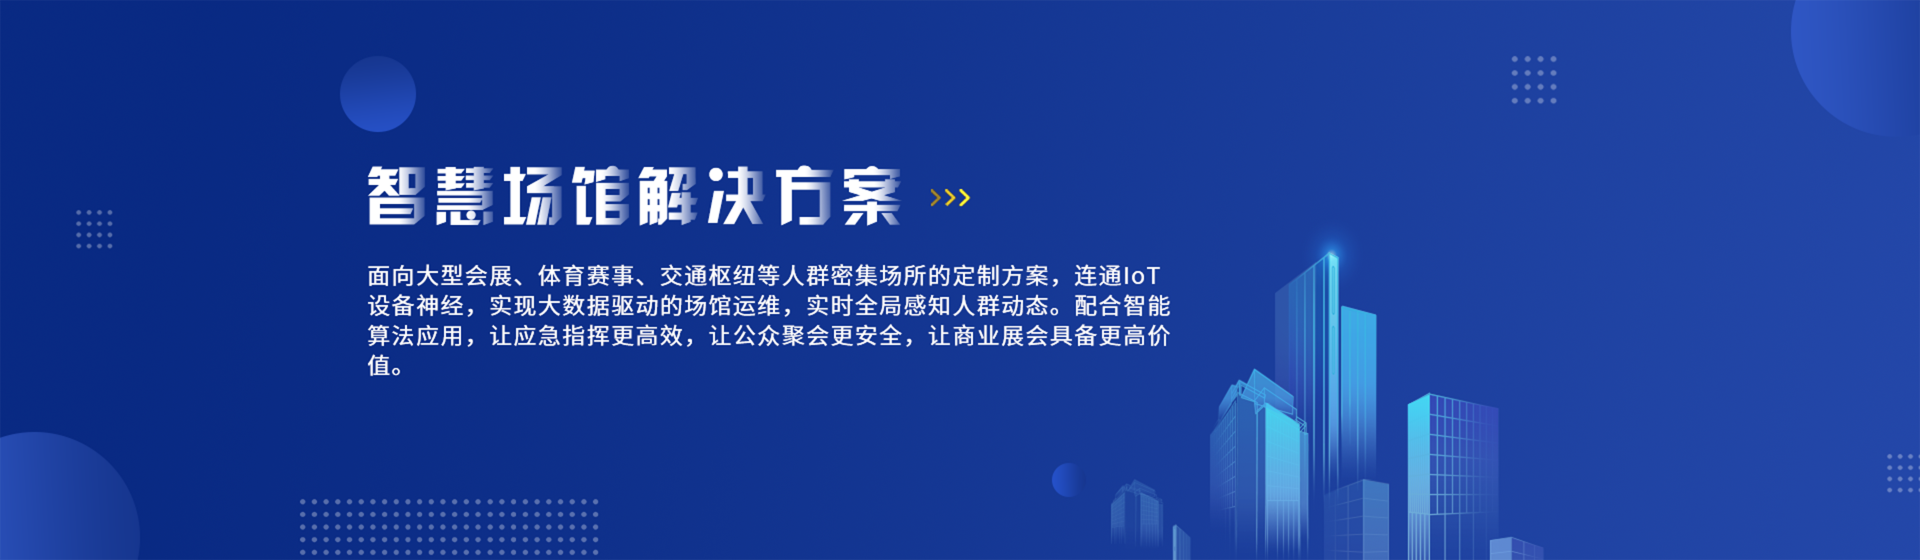 智慧场馆解决方案
面向大型会展、体育赛事、交通枢纽等人群密集场所的定制方案，连通IoT
设备神经，实现大数据驱动的场馆运维，实时全局感知人群动态。配合智能
算法应用，让应急指挥更高效，让公众聚会更安全，让商业展会具备更高价
值。